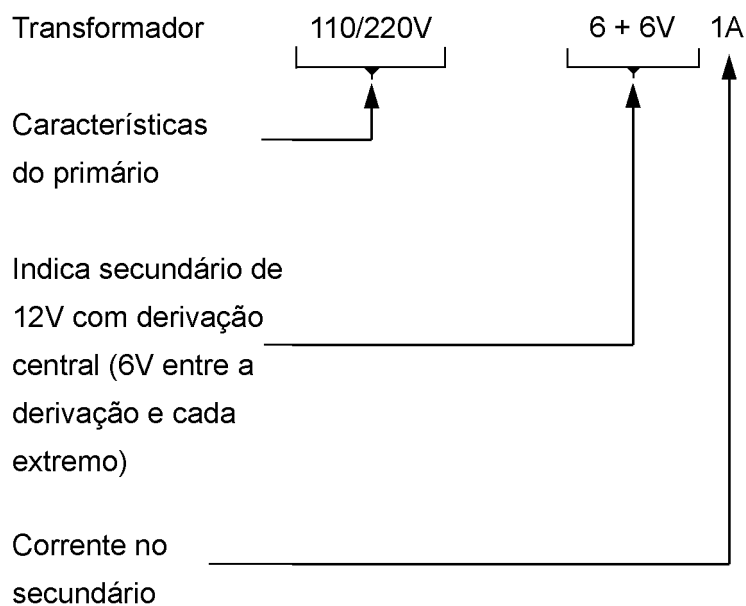 Transformador 110/220V 6 + 6V 1A
Características
do primário
Indica secundário de
12V com derivação
central (6V entre a
derivação e cada
extremo)
Corrente no
secundário